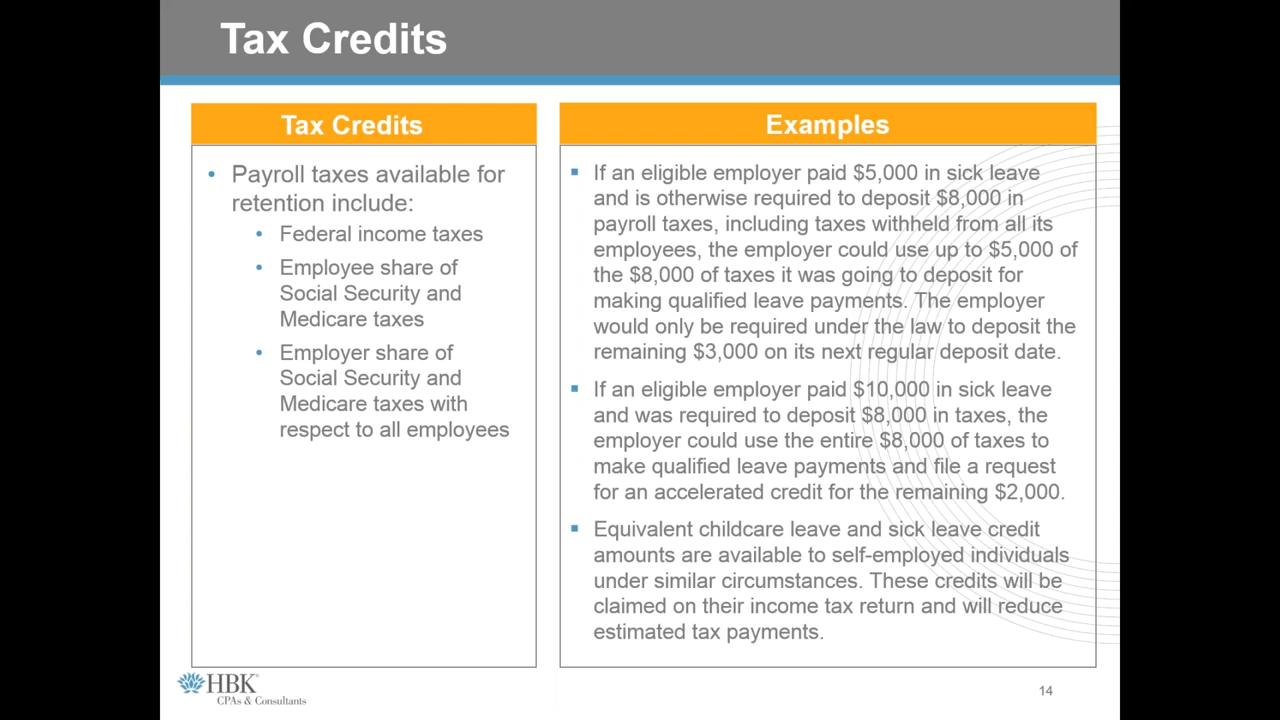 Tax Credits
Tax Credits
• Payroll taxes available for
retention include:
• Federal income taxes
• Employee share of
Social Security and
Medicare taxes
• Employer share of
Social Security and
Medicare taxes with
respect to all employees
Examples
▪ If an eligible employer paid $5,000 in sick leave
and is otherwise required to deposit $8,000 in
payroll taxes, including taxes withheld from all its
employees, the employer could use up to $5,000 of
the $8,000 of taxes it was going to deposit for
making qualified leave payments. The employer
would only be required under the law to deposit the
remaining $3,000 on its next regular deposit date.
▪ If an eligible employer paid $10,000 in sick leave
and was required to deposit $8,000 in taxes, the
employer could use the entire $8,000 of taxes to
make qualified leave payments and file a request
for an accelerated credit for the remaining $2,000.
▪ Equivalent childcare leave and sick leave credit
amounts are available to self-employed individuals
under similar circumstances. These credits will be
claimed on their income tax return and will reduce
estimated tax payments.
HBK
CPAs & Consultants
14